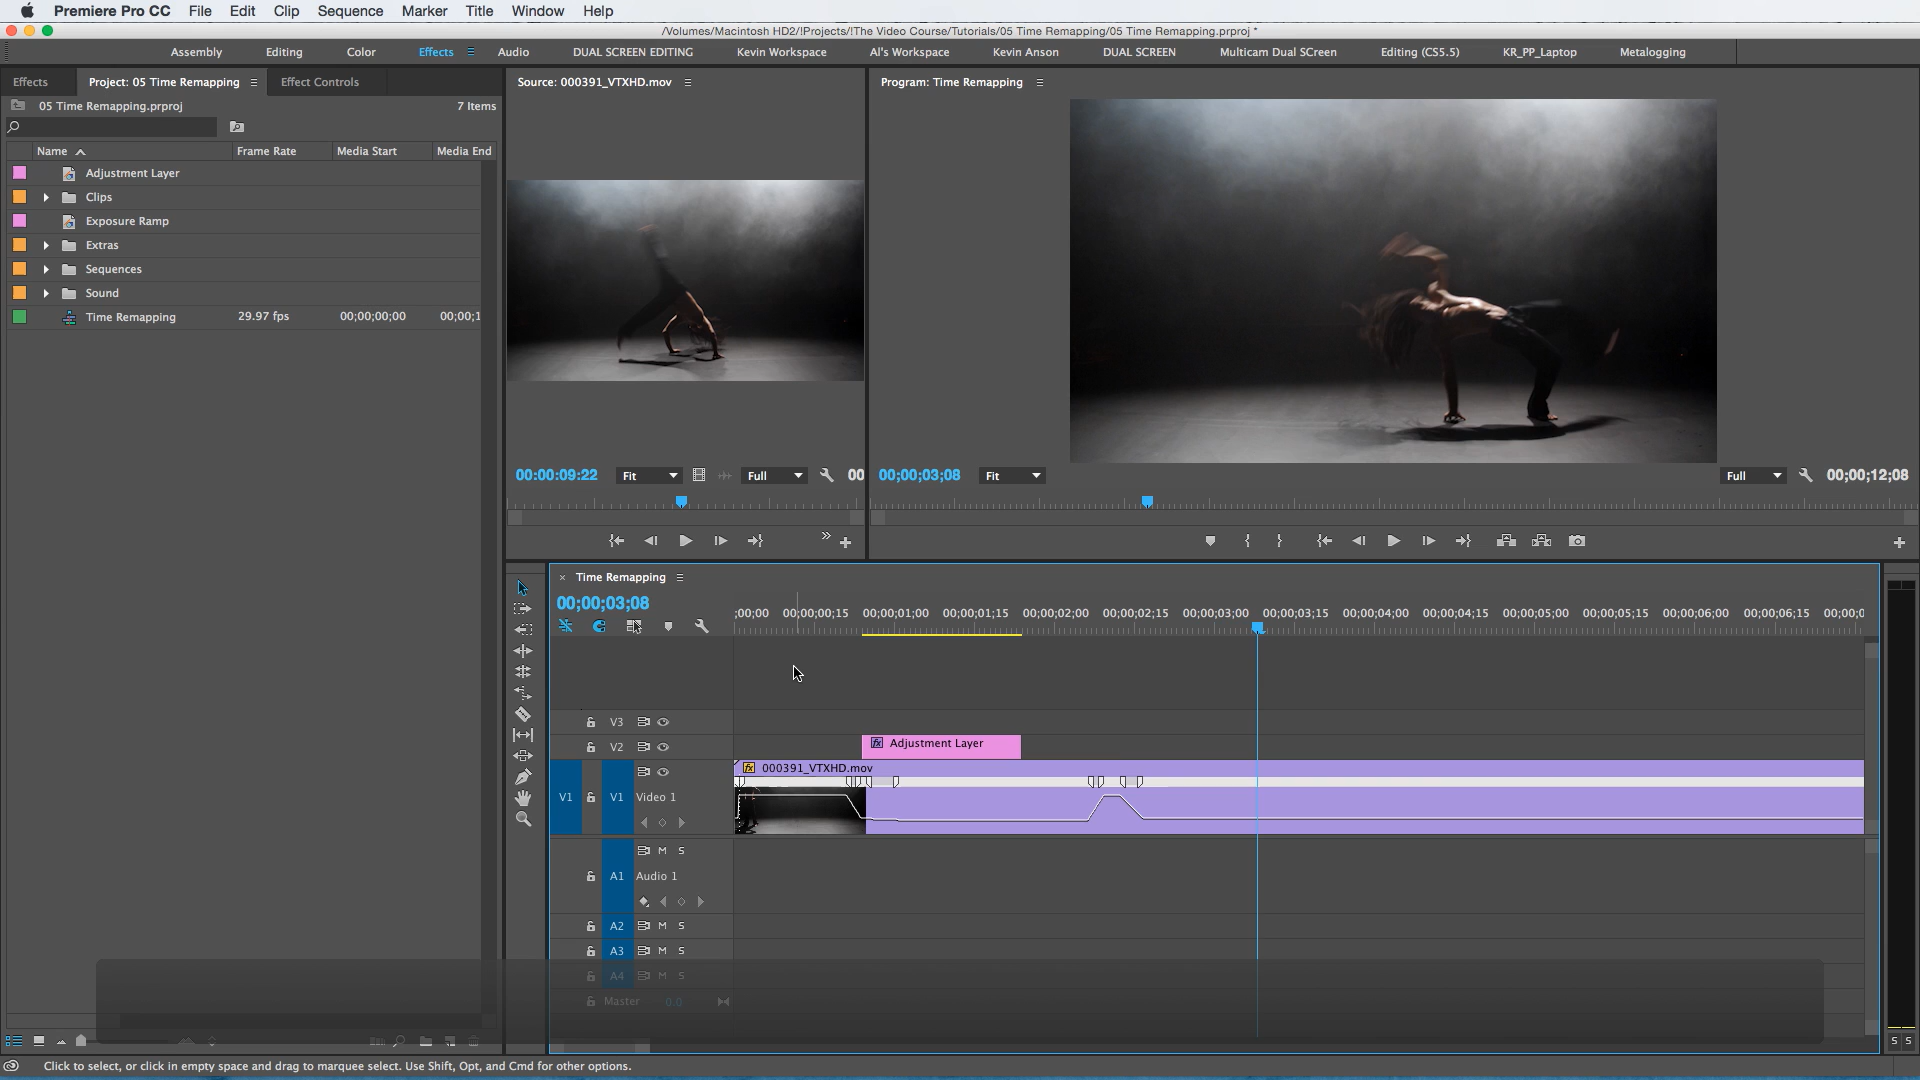 Premiere Pro CC File Edit Clip Sequence Marker Title Window Help
/Volumes/Macintosh HD2/!Projects/!The Video Course/Tutorials/05 Time Remapping/05 Time Remapping.prproj *
Assembly Editing Color Effects Audio DUAL SCREEN EDITING Kevin Workspace Al's Workspace Kevin Anson DUAL SCREEN Multicam Dual SCreen Editing (CS5.5) KR_PP_Laptop Metalogging
Effects Project: 05 Time Remapping Effect Controls
05 Time Remapping.prproj 7 Items
Name Frame Rate Media Start Media End
Adjustment Layer
Clips
Exposure Ramp
Extras
Sequences
Sound
Time Remapping 29.97 fps 00;00;00;00 00;00;1
Source: 000391_VTXHD.mov
00:00:09:22 Fit Full 00
Program: Time Remapping
00;00;03;08 Fit Full 00;00;12;08
Time Remapping
00;00;03;08
;00;00 00;00;00;15 00;00;01;00 00;00;01;15 00;00;02;00 00;00;02;15 00;00;03;00 00;00;03;15 00;00;04;00 00;00;04;15 00;00;05;00 00;00;05;15 00;00;06;00 00;00;06;15 00;00;0
V3
V2 fx Adjustment Layer
fx 000391_VTXHD.mov
V1 V1 Video 1
M S
A1 Audio 1
A2 M S
A3 M S
A4 M S
Master 0.0
S S
Click to select, or click in empty space and drag to marquee select. Use Shift, Opt, and Cmd for other options.